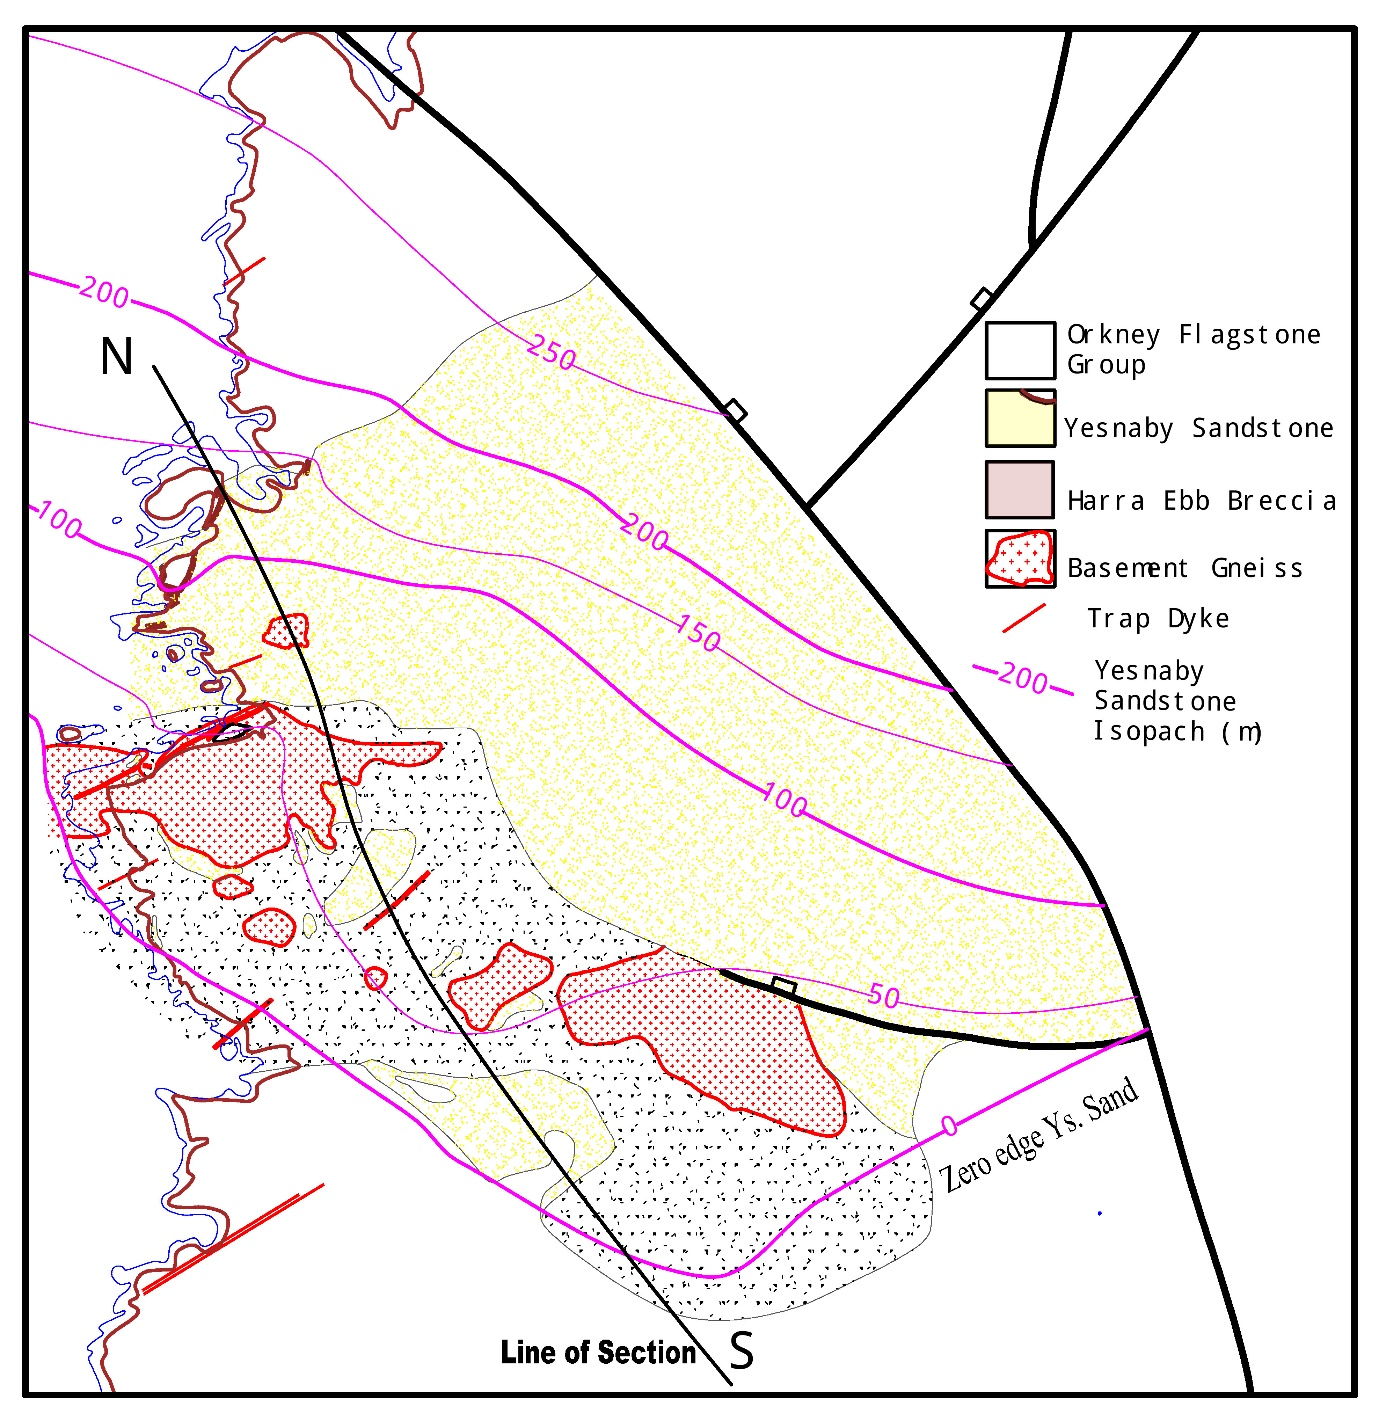 200
N
250
100
200
150
100
50
0
Zero edge Ys. Sand
Line of Section
S
Orkney Flagstone
Group
Yesnaby Sandstone
Harra Ebb Breccia
Basement Gneiss
Trap Dyke
200
Yesnaby
Sandstone
Isopach (m)